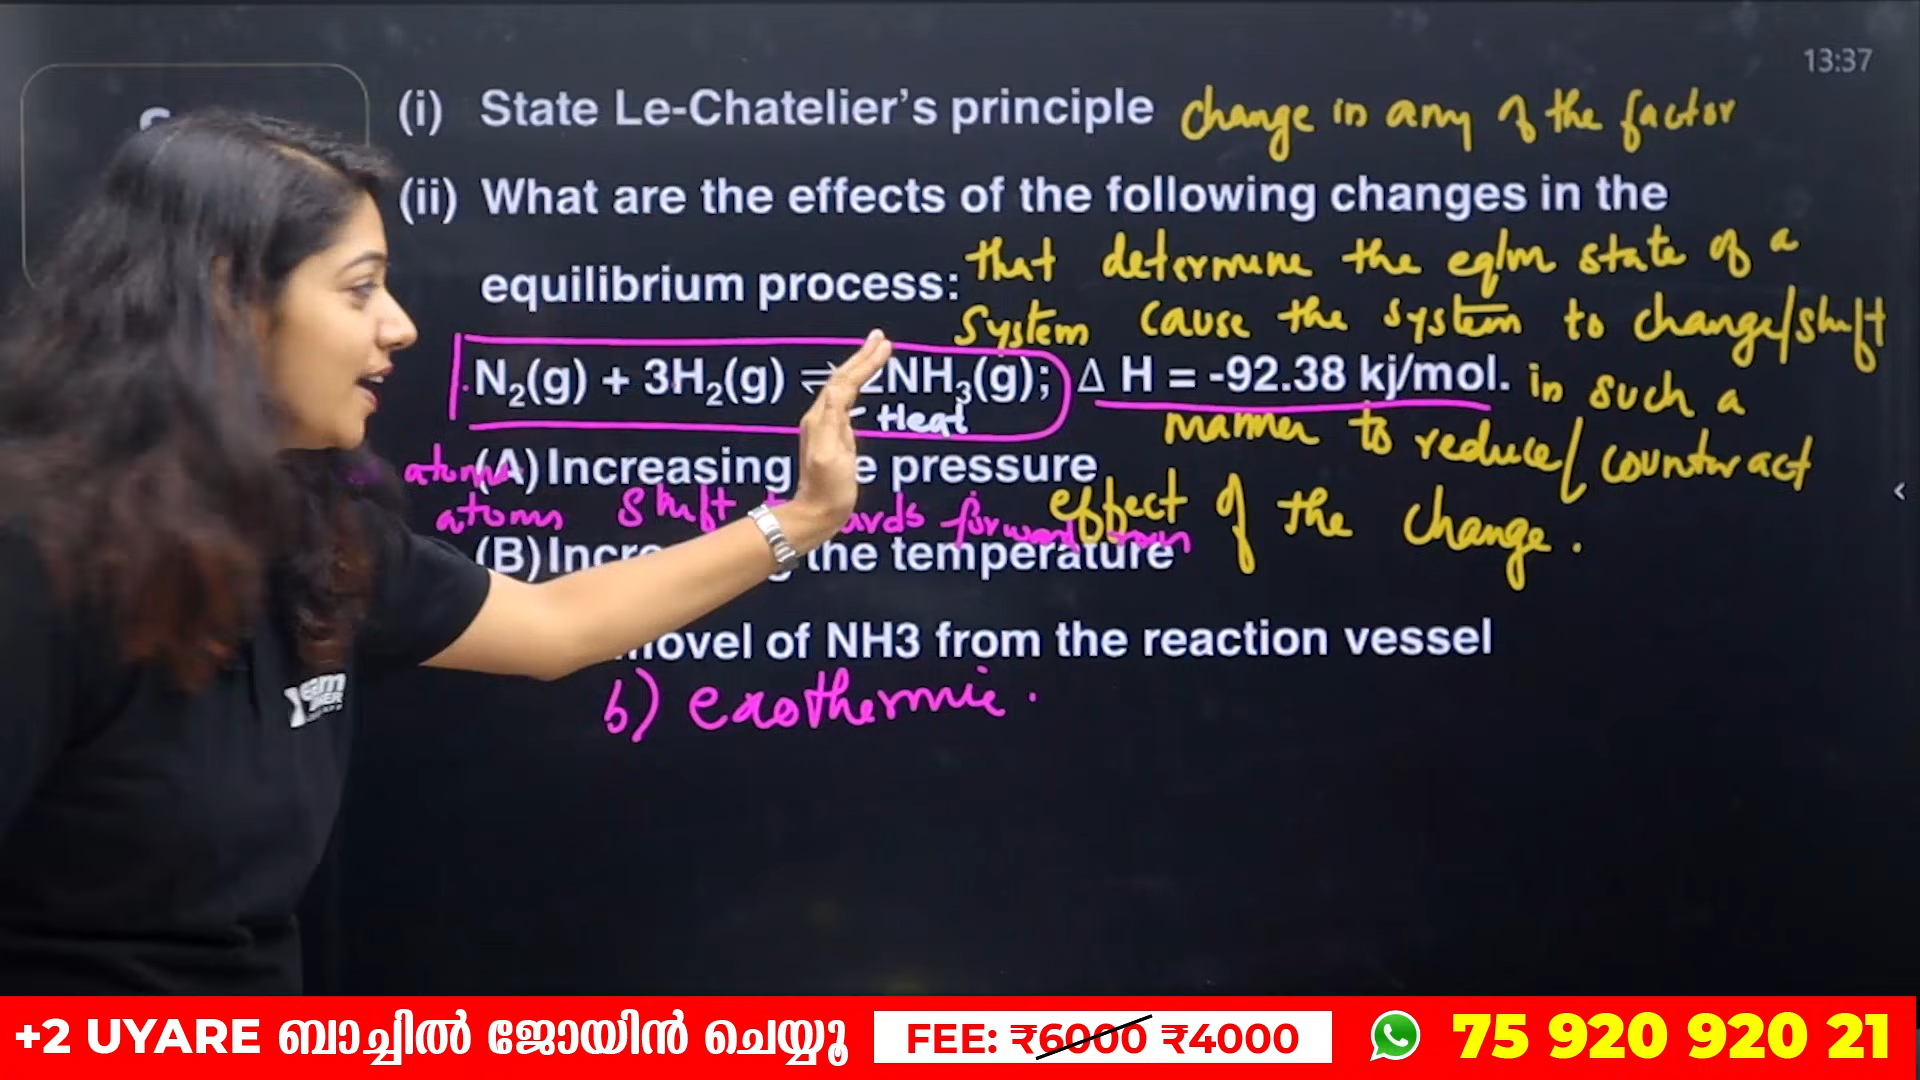 13:37
(i) State Le-Chatelier’s principle change in any of the factor
(ii) What are the effects of the following changes in the
equilibrium process: that determine the eqlm state of a
system cause the system to change/shift
N₂(g) + 3H₂(g) ⇌ 2NH₃(g); Δ H = -92.38 kj/mol. in such a
Heat
manner to reduce/counteract
atoms (A) Increasing pressure
atoms shift forward effect of the change.
(B) the temperature
of NH3 from the reaction vessel
b) exothermic.
+2 UYARE ബാച്ചിൽ ജോയിൻ ചെയ്യൂ
FEE: ₹6000 ₹4000
75 920 920 21